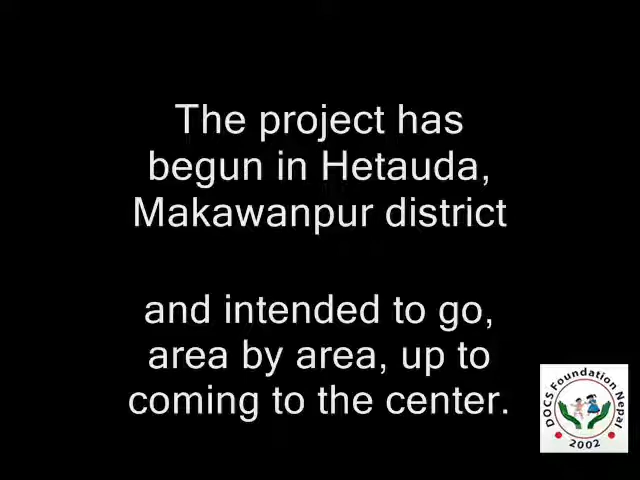 The project has
begun in Hetauda,
Makawanpur district
and intended to go,
area by area, up to
coming to the center.
DOCS Foundation Nepal
2002